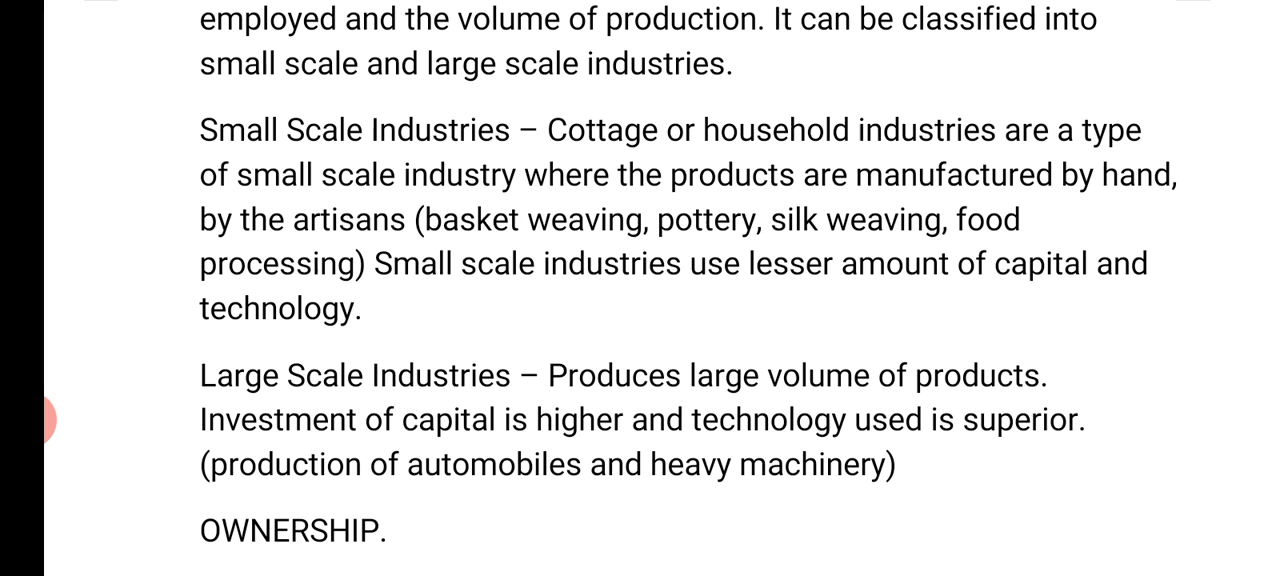 employed and the volume of production. It can be classified into
small scale and large scale industries.
Small Scale Industries – Cottage or household industries are a type
of small scale industry where the products are manufactured by hand,
by the artisans (basket weaving, pottery, silk weaving, food
processing) Small scale industries use lesser amount of capital and
technology.
Large Scale Industries – Produces large volume of products.
Investment of capital is higher and technology used is superior.
(production of automobiles and heavy machinery)
OWNERSHIP.